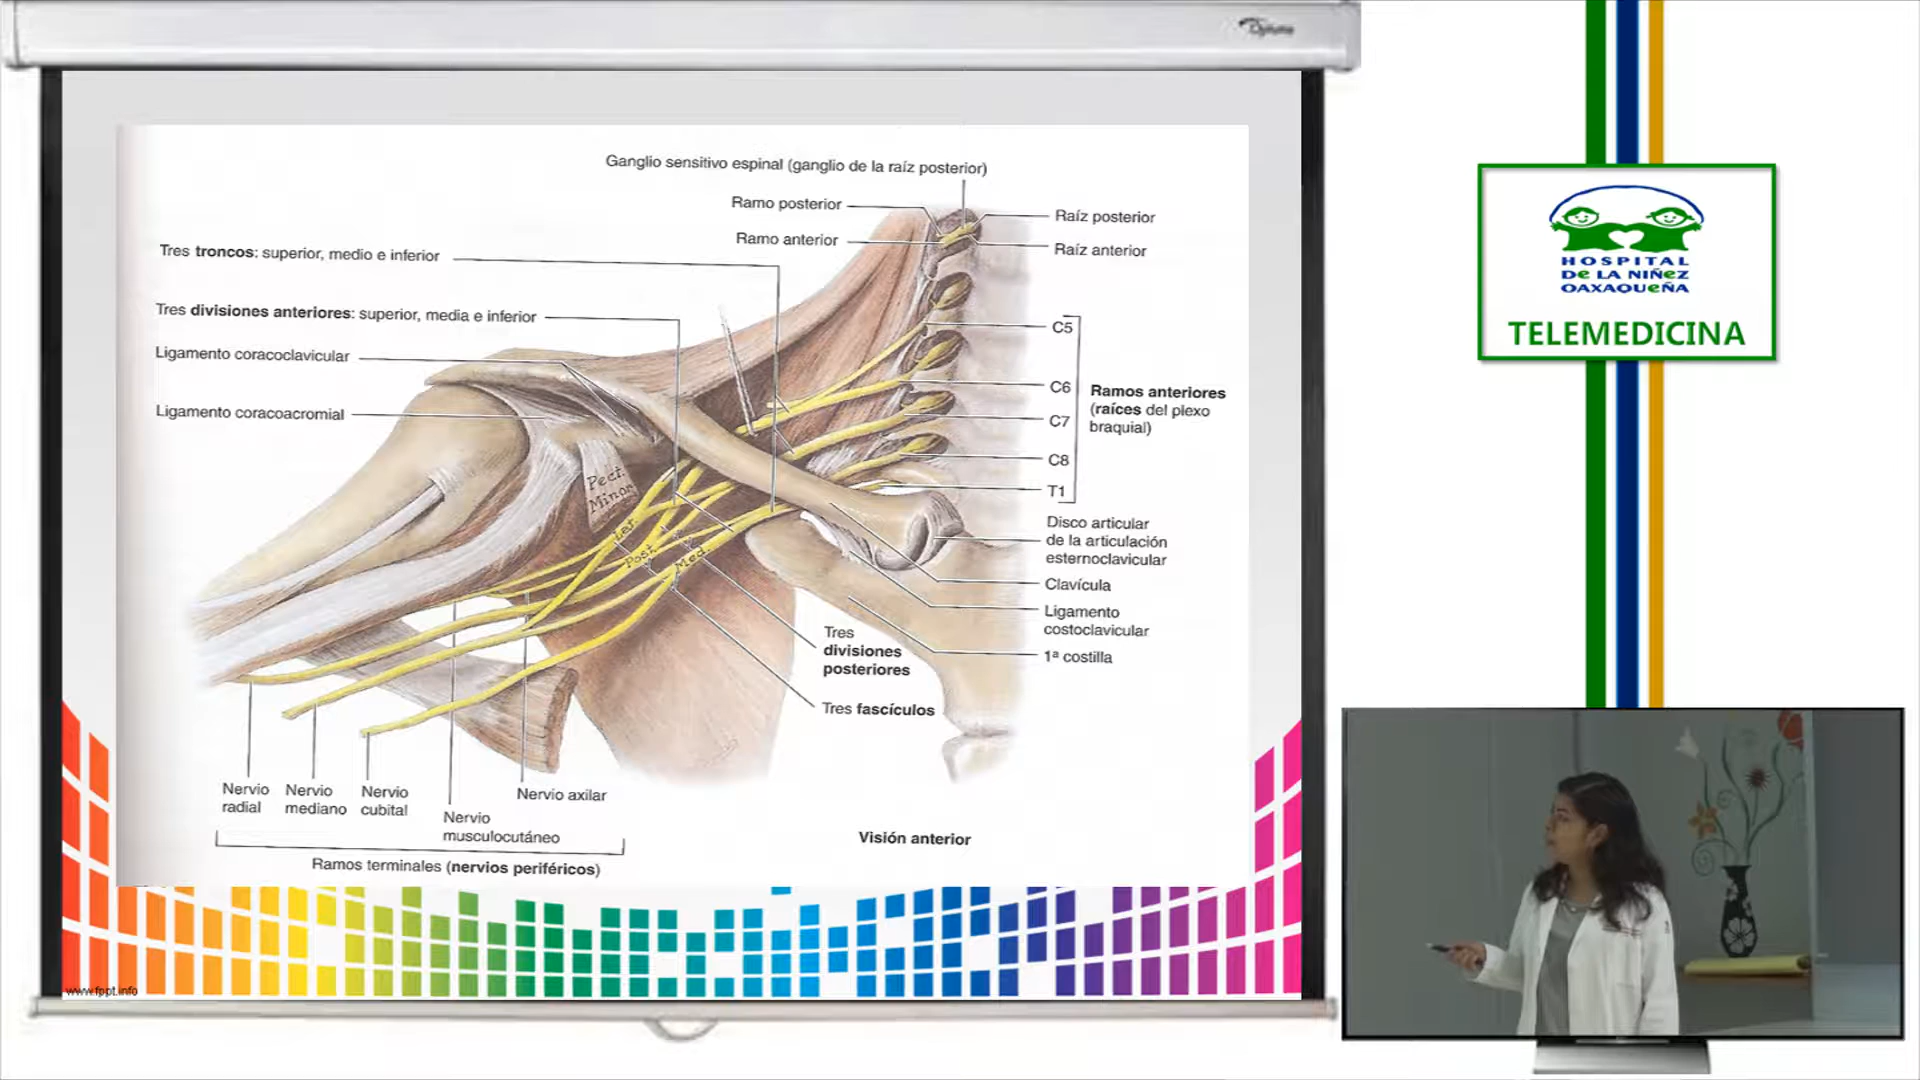 Optoma
Ganglio sensitivo espinal (ganglio de la raíz posterior)
Ramo posterior
Ramo anterior
Raíz posterior
Raíz anterior
Tres troncos: superior, medio e inferior
Tres divisiones anteriores: superior, media e inferior
Ligamento coracoclavicular
Ligamento coracoacromial
C5
C6
C7
C8
T1
Ramos anteriores
(raíces del plexo
braquial)
Pect.
Minor
Lat.
Post.
Med.
Disco articular
de la articulación
esternoclavicular
Clavícula
Ligamento
costoclavicular
1ª costilla
Tres
divisiones
posteriores
Tres fascículos
Nervio
radial
Nervio
mediano
Nervio
cubital
Nervio
musculocutáneo
Nervio axilar
Ramos terminales (nervios periféricos)
Visión anterior
www.fppt.info
HOSPITAL
DE LA NIÑEZ
OAXAQUEÑA
TELEMEDICINA